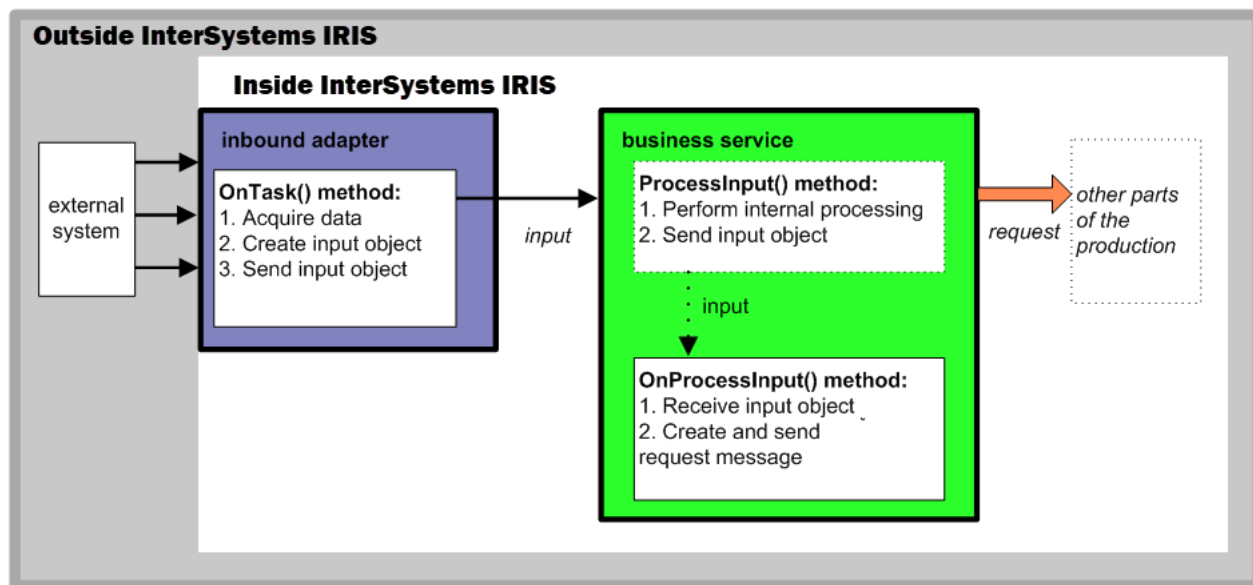 Outside InterSystems IRIS
Inside InterSystems IRIS
external
system
inbound adapter
OnTask() method:
1. Acquire data
2. Create input object
3. Send input object
input
business service
ProcessInput() method:
1. Perform internal processing
2. Send input object
input
OnProcessInput() method:
1. Receive input object
2. Create and send
request message
request
other parts
of the
production